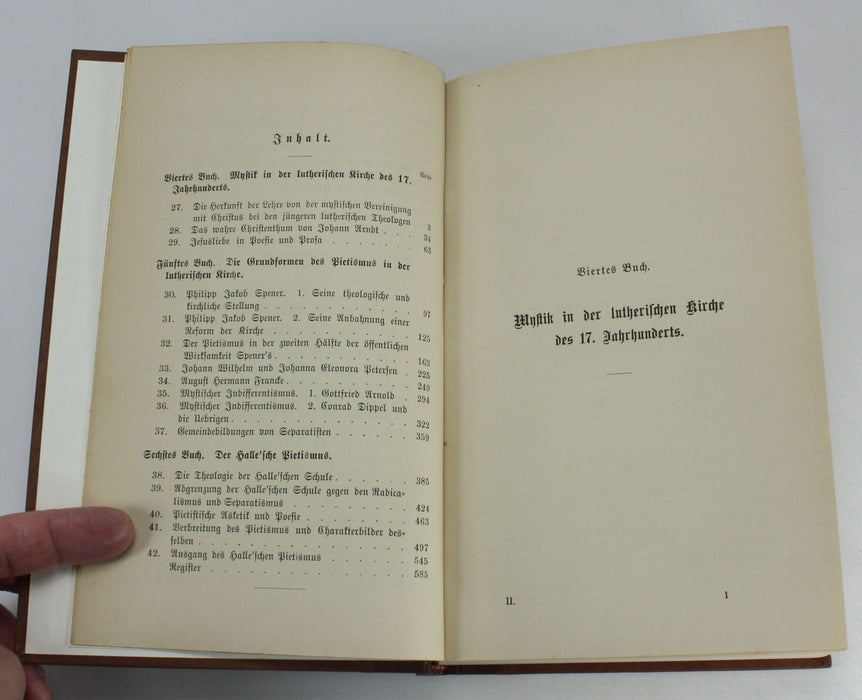 Inhalt.
Seite
Viertes Buch. Mystik in der lutherischen Kirche des 17.
Jahrhunderts.
27. Die Herkunft der Lehre von der mystischen Vereinigung
mit Christus bei den jüngeren lutherischen Theologen 3
28. Das wahre Christenthum von Johann Arndt . . . 34
29. Jesusliebe in Poesie und Prosa . . . . . . . 63
Fünftes Buch. Die Grundformen des Pietismus in der
lutherischen Kirche.
30. Philipp Jakob Spener. 1. Seine theologische und
kirchliche Stellung . . . . . . . . . . . 97
31. Philipp Jakob Spener. 2. Seine Anbahnung einer
Reform der Kirche . . . . . . . . . . . 125
32. Der Pietismus in der zweiten Hälfte der öffentlichen
Wirksamkeit Spener's . . . . . . . . . . 163
33. Johann Wilhelm und Johanna Eleonora Petersen . 225
34. August Hermann Francke . . . . . . . . . 249
35. Mystischer Indifferentismus. 1. Gottfried Arnold . 294
36. Mystischer Indifferentismus. 2. Conrad Dippel und
die Uebrigen . . . . . . . . . . . . . 322
37. Gemeindebildungen von Separatisten . . . . . . 359
Sechstes Buch. Der Halle'sche Pietismus.
38. Die Theologie der Halle'schen Schule . . . . . . 385
39. Abgrenzung der Halle'schen Schule gegen den Radica-
lismus und Separatismus . . . . . . . . . 424
40. Pietistische Asketik und Poesie . . . . . . . . 463
41. Verbreitung des Pietismus und Charakterbilder des-
selben . . . . . . . . . . . . . . . 497
42. Ausgang des Halle'schen Pietismus . . . . . . 545
Register . . . . . . . . . . . . . . 585
Viertes Buch.
Mystik in der lutherischen Kirche
des 17. Jahrhunderts.
II. 1